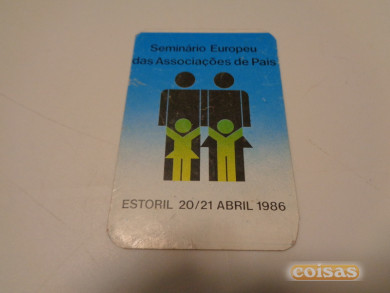 Seminário Europeu
das Associações de Pais
ESTORIL 20/21 ABRIL 1986
coisas